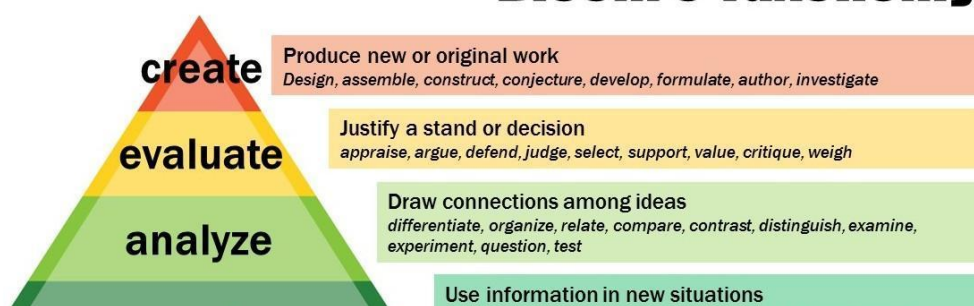 create
Produce new or original work
Design, assemble, construct, conjecture, develop, formulate, author, investigate
evaluate
Justify a stand or decision
appraise, argue, defend, judge, select, support, value, critique, weigh
analyze
Draw connections among ideas
differentiate, organize, relate, compare, contrast, distinguish, examine,
experiment, question, test
Use information in new situations